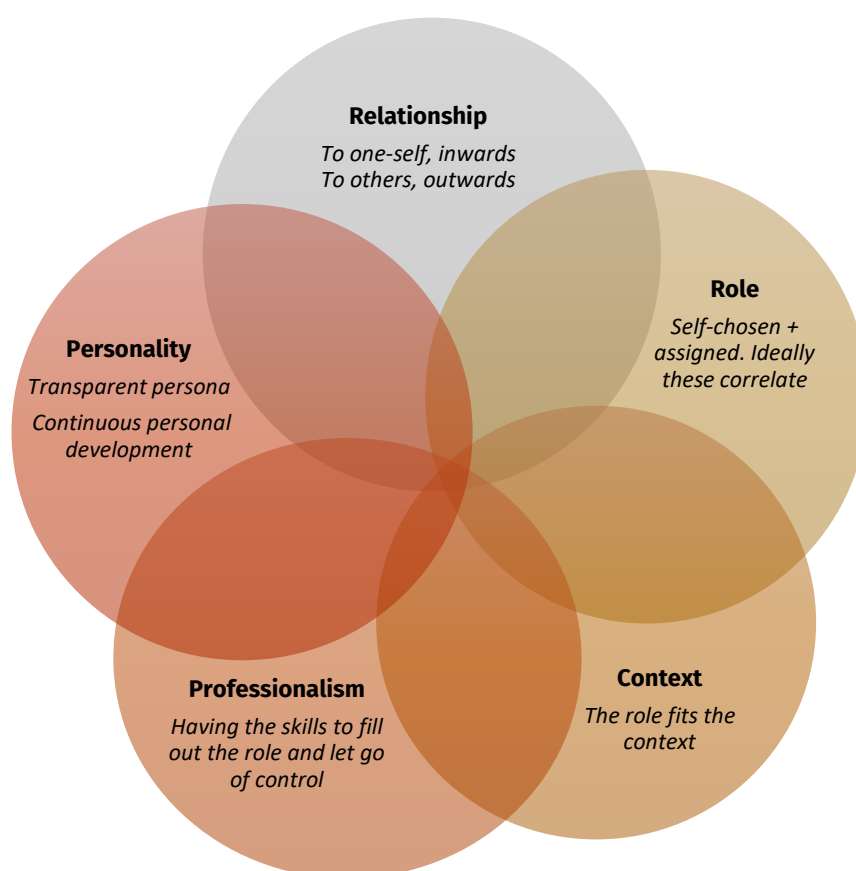 Relationship
To one-self, inwards
To others, outwards
Role
Self-chosen +
assigned. Ideally
these correlate
Personality
Transparent persona
Continuous personal
development
Professionalism
Having the skills to fill
out the role and let go
of control
Context
The role fits the
context